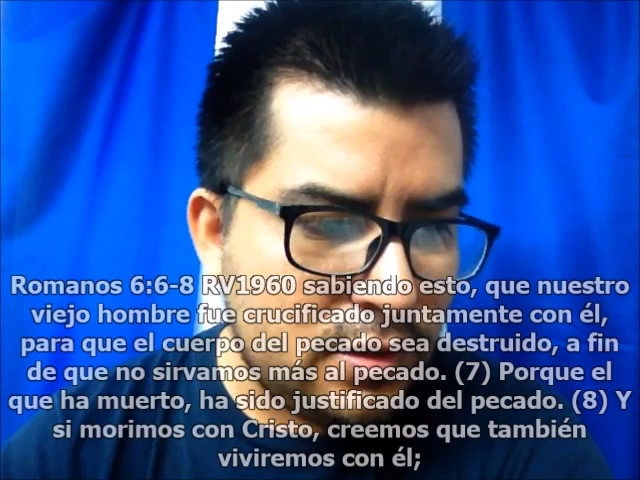 Romanos 6:6-8 RV1960 sabiendo esto, que nuestro
viejo hombre fue crucificado juntamente con él,
para que el cuerpo del pecado sea destruido, a fin
de que no sirvamos más al pecado. (7) Porque el
que ha muerto, ha sido justificado del pecado. (8) Y
si morimos con Cristo, creemos que también
viviremos con él;